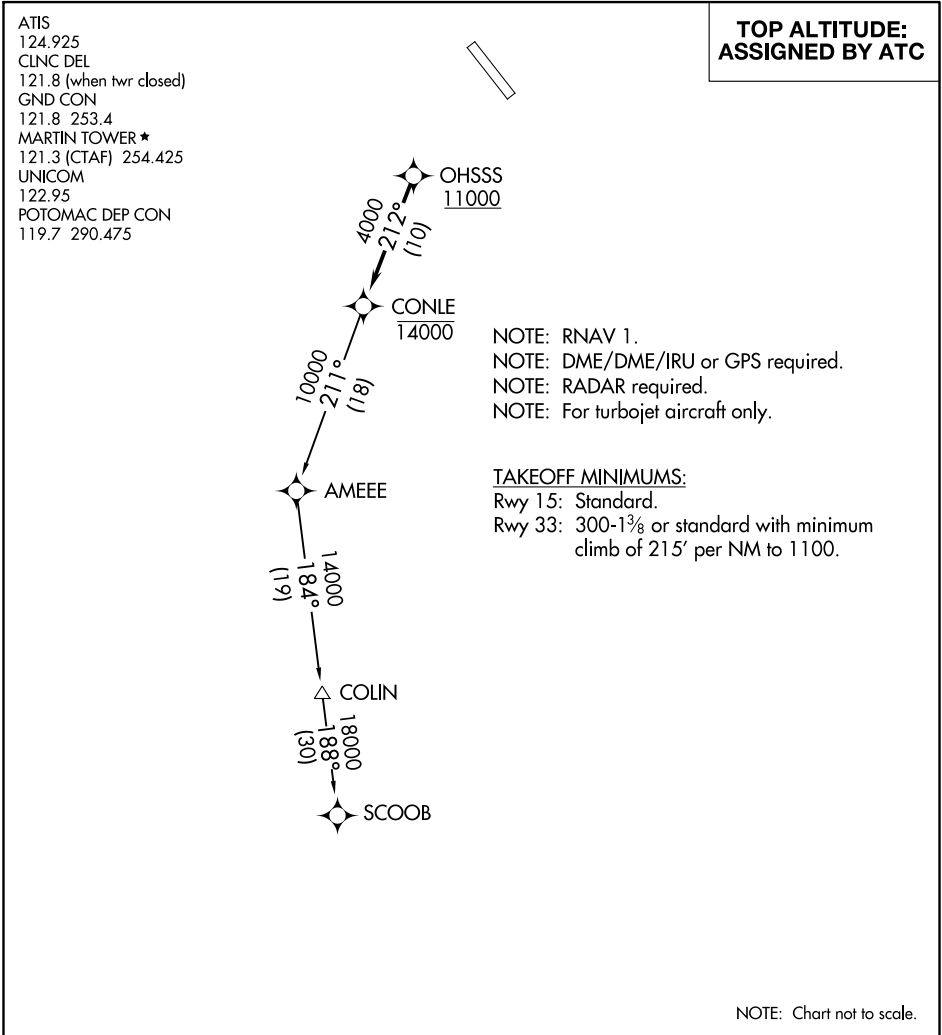 ATIS
124.925
CLNC DEL
121.8 (when twr closed)
GND CON
121.8 253.4
MARTIN TOWER★
121.3 (CTAF) 254.425
UNICOM
122.95
POTOMAC DEP CON
119.7 290.475
TOP ALTITUDE:
ASSIGNED BY ATC
OHSSS
11000
4000
212°
(10)
CONLE
14000
10000
211°
(18)
NOTE: RNAV 1.
NOTE: DME/DME/IRU or GPS required.
NOTE: RADAR required.
NOTE: For turbojet aircraft only.
AMEEE
TAKEOFF MINIMUMS:
Rwy 15: Standard.
Rwy 33: 300-1⅜ or standard with minimum
climb of 215' per NM to 1100.
14000
184°
(19)
COLIN
18000
188°
(30)
SCOOB
NOTE: Chart not to scale.